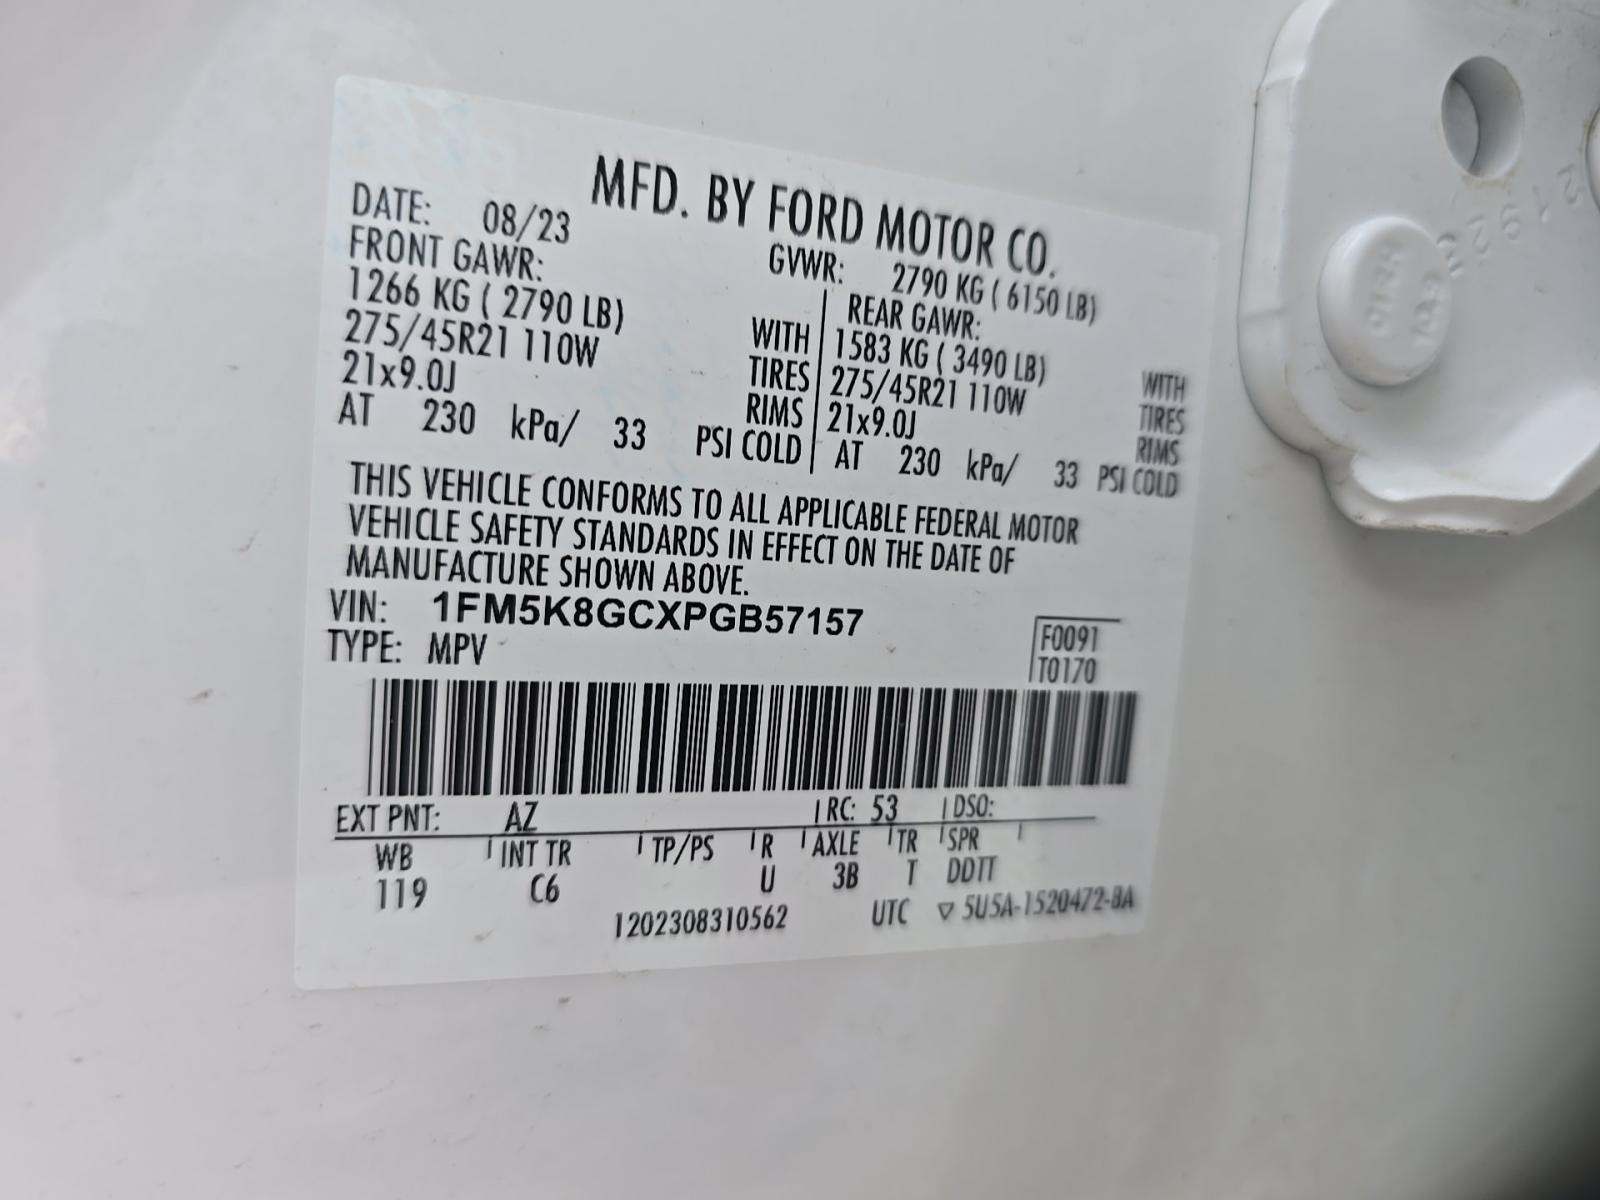 MFD. BY FORD MOTOR CO.
DATE: 08/23 GVWR: 2790 KG ( 6150 LB)
FRONT GAWR: REAR GAWR:
1266 KG ( 2790 LB) WITH 1583 KG ( 3490 LB) WITH
275/45R21 110W TIRES 275/45R21 110W TIRES
21x9.0J RIMS 21x9.0J RIMS
AT 230 kPa/ 33 PSI COLD AT 230 kPa/ 33 PSI COLD
THIS VEHICLE CONFORMS TO ALL APPLICABLE FEDERAL MOTOR
VEHICLE SAFETY STANDARDS IN EFFECT ON THE DATE OF
MANUFACTURE SHOWN ABOVE.
VIN: 1FM5K8GCXPGB57157
TYPE: MPV
F0091
T0170
EXT PNT: AZ RC: 53 DSO:
WB INT TR TP/PS R AXLE TR SPR
119 C6 U 3B T DDTT
1202308310562 UTC ▽ 5U5A-1520472-BA